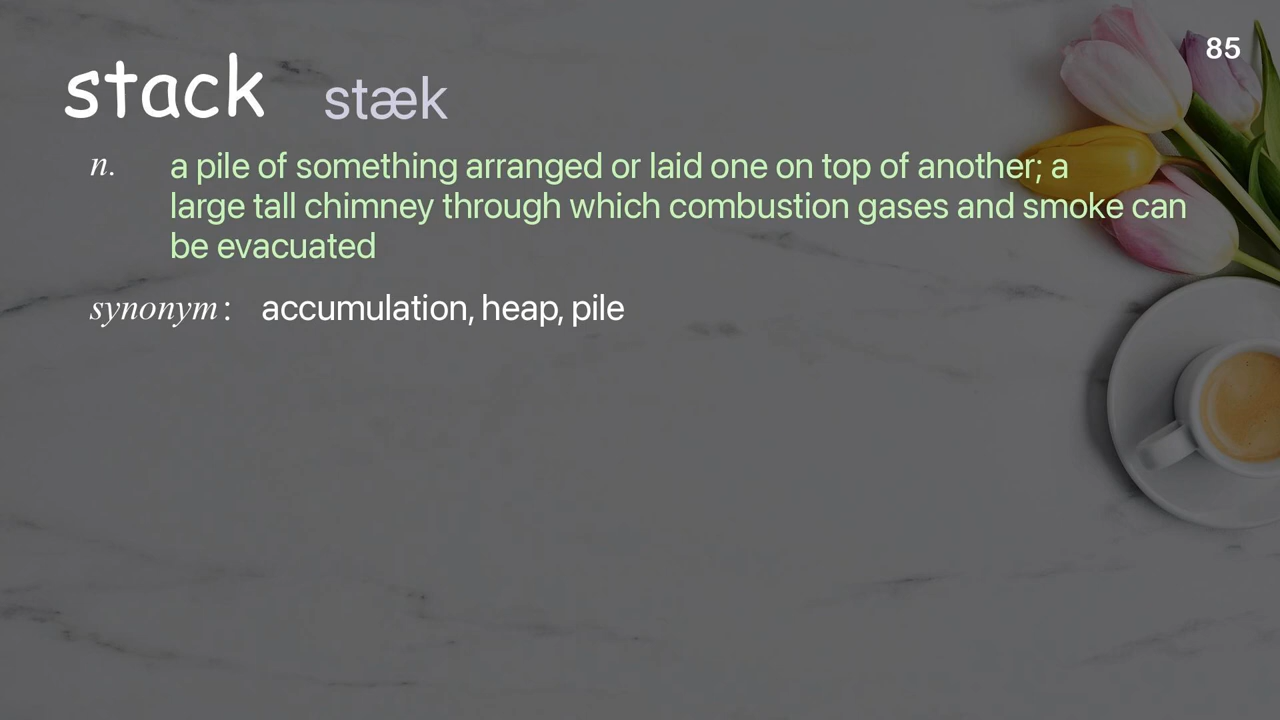 85
stack stæk
n. a pile of something arranged or laid one on top of another; a
large tall chimney through which combustion gases and smoke can
be evacuated
synonym: accumulation, heap, pile